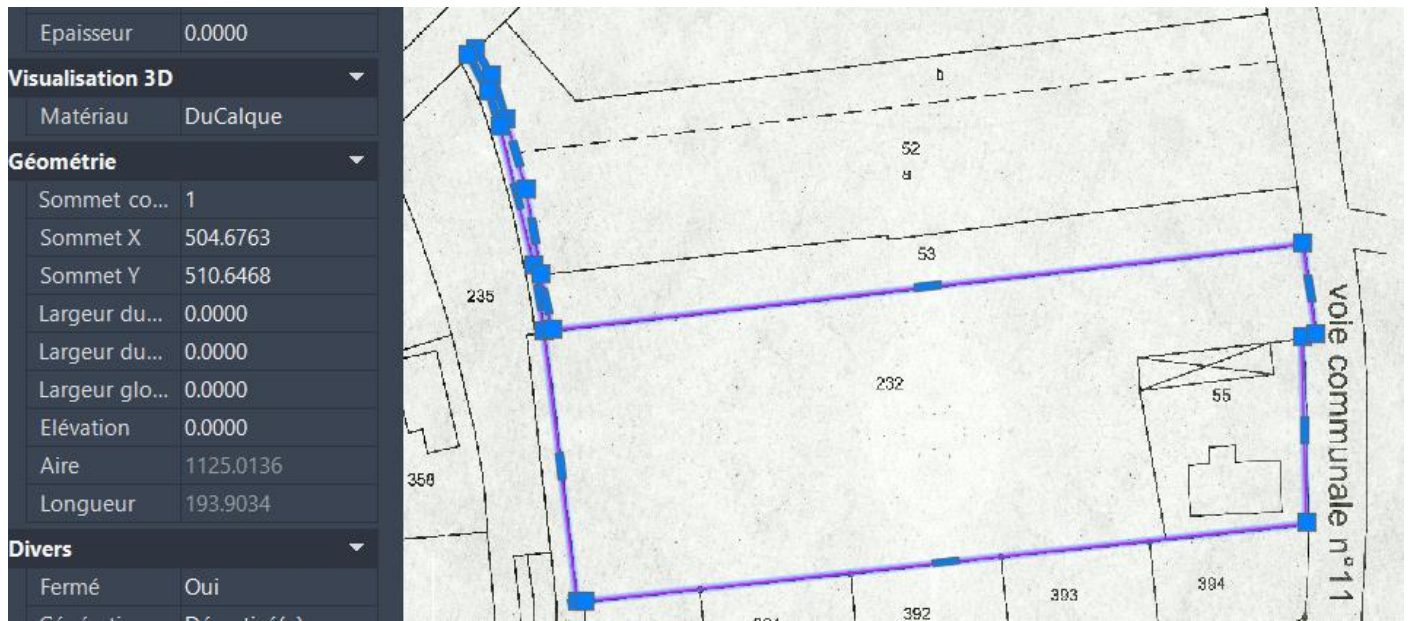 Epaisseur 0.0000
Visualisation 3D
Matériau DuCalque
Géométrie
Sommet co... 1
Sommet X 504.6763
Sommet Y 510.6468
Largeur du... 0.0000
Largeur du... 0.0000
Largeur glo... 0.0000
Elévation 0.0000
Aire 1125.0136
Longueur 193.9034
Divers
Fermé Oui
b
52
a
53
235
232
55
358
voie communale n°11
394
393
392